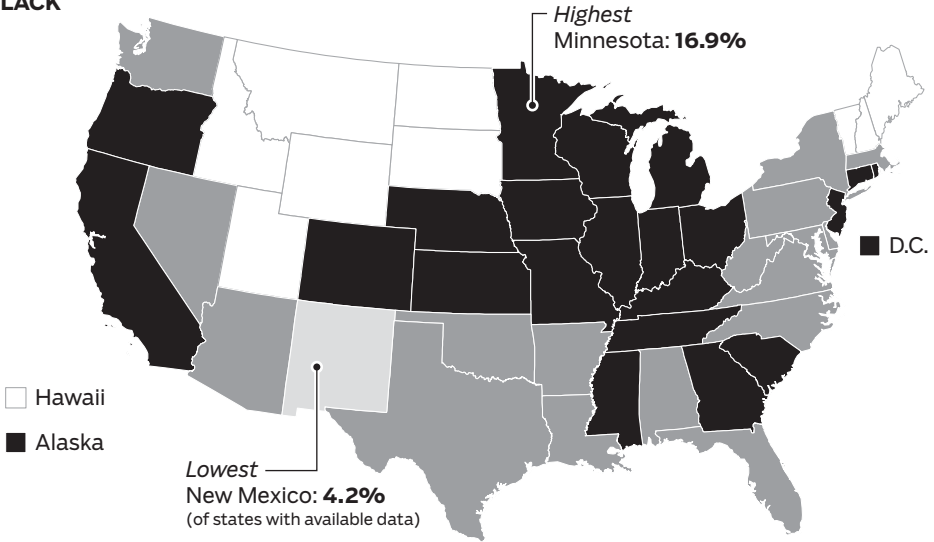 LACK
Highest
Minnesota: 16.9%
D.C.
Hawaii
Alaska
Lowest
New Mexico: 4.2%
(of states with available data)